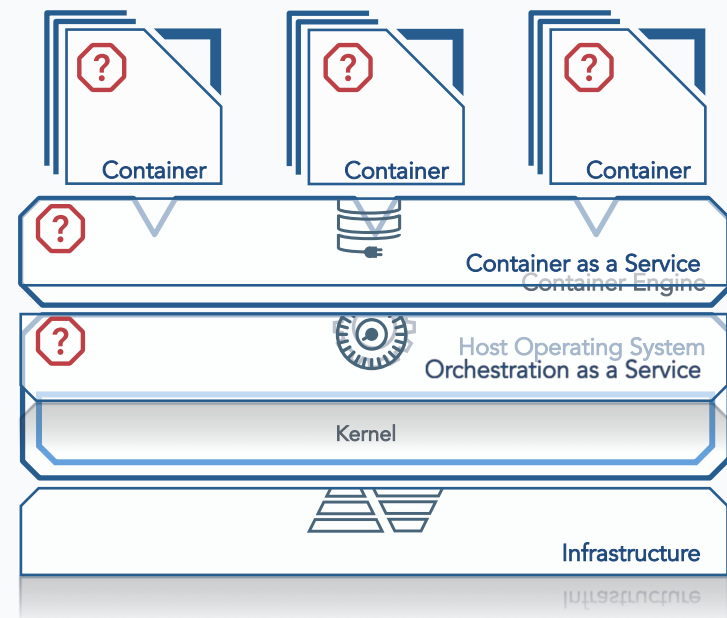 ?
?
?
Container
Container
Container
?
Container as a Service
Container Engine
?
Host Operating System
Orchestration as a Service
Kernel
Infrastructure
Infrastructure